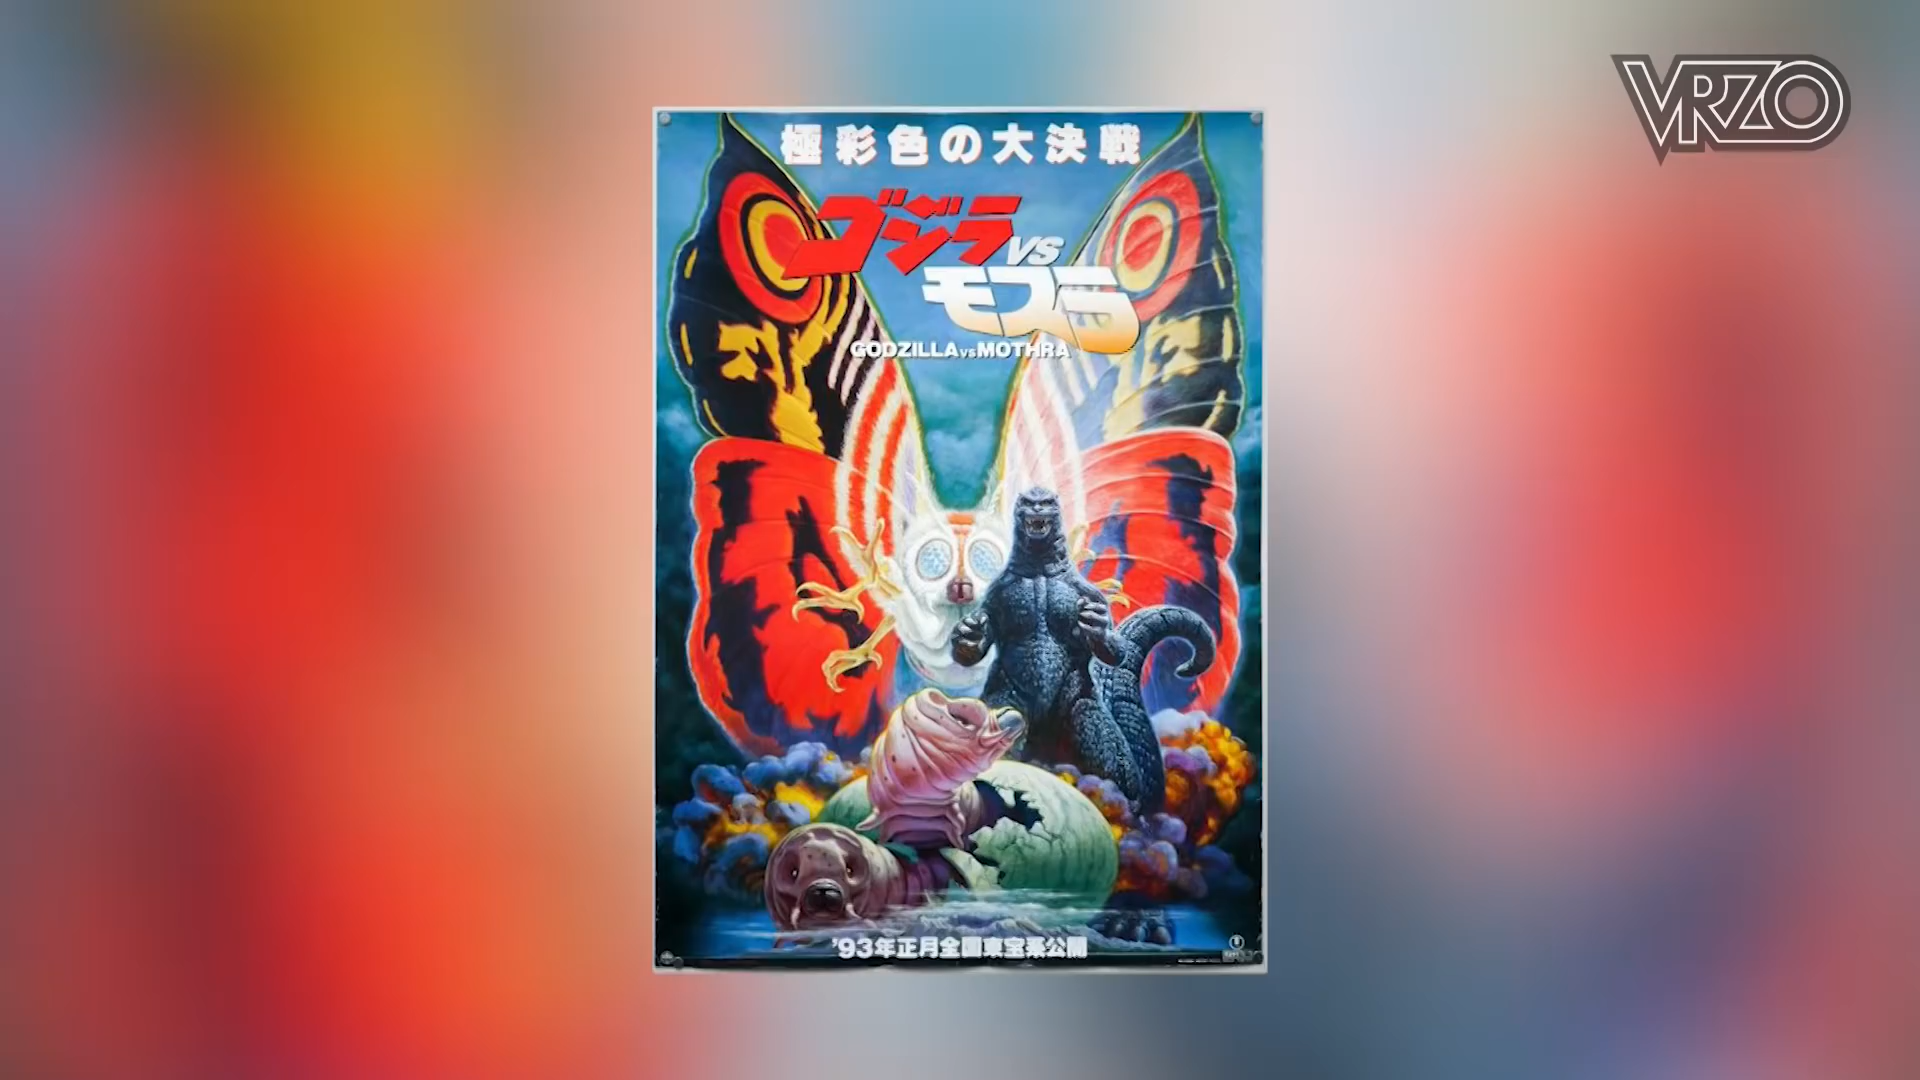 VRZO
極彩色の大決戦
ゴジラVS
モスラ
GODZILLA vs MOTHRA
'93年正月全国東宝系公開